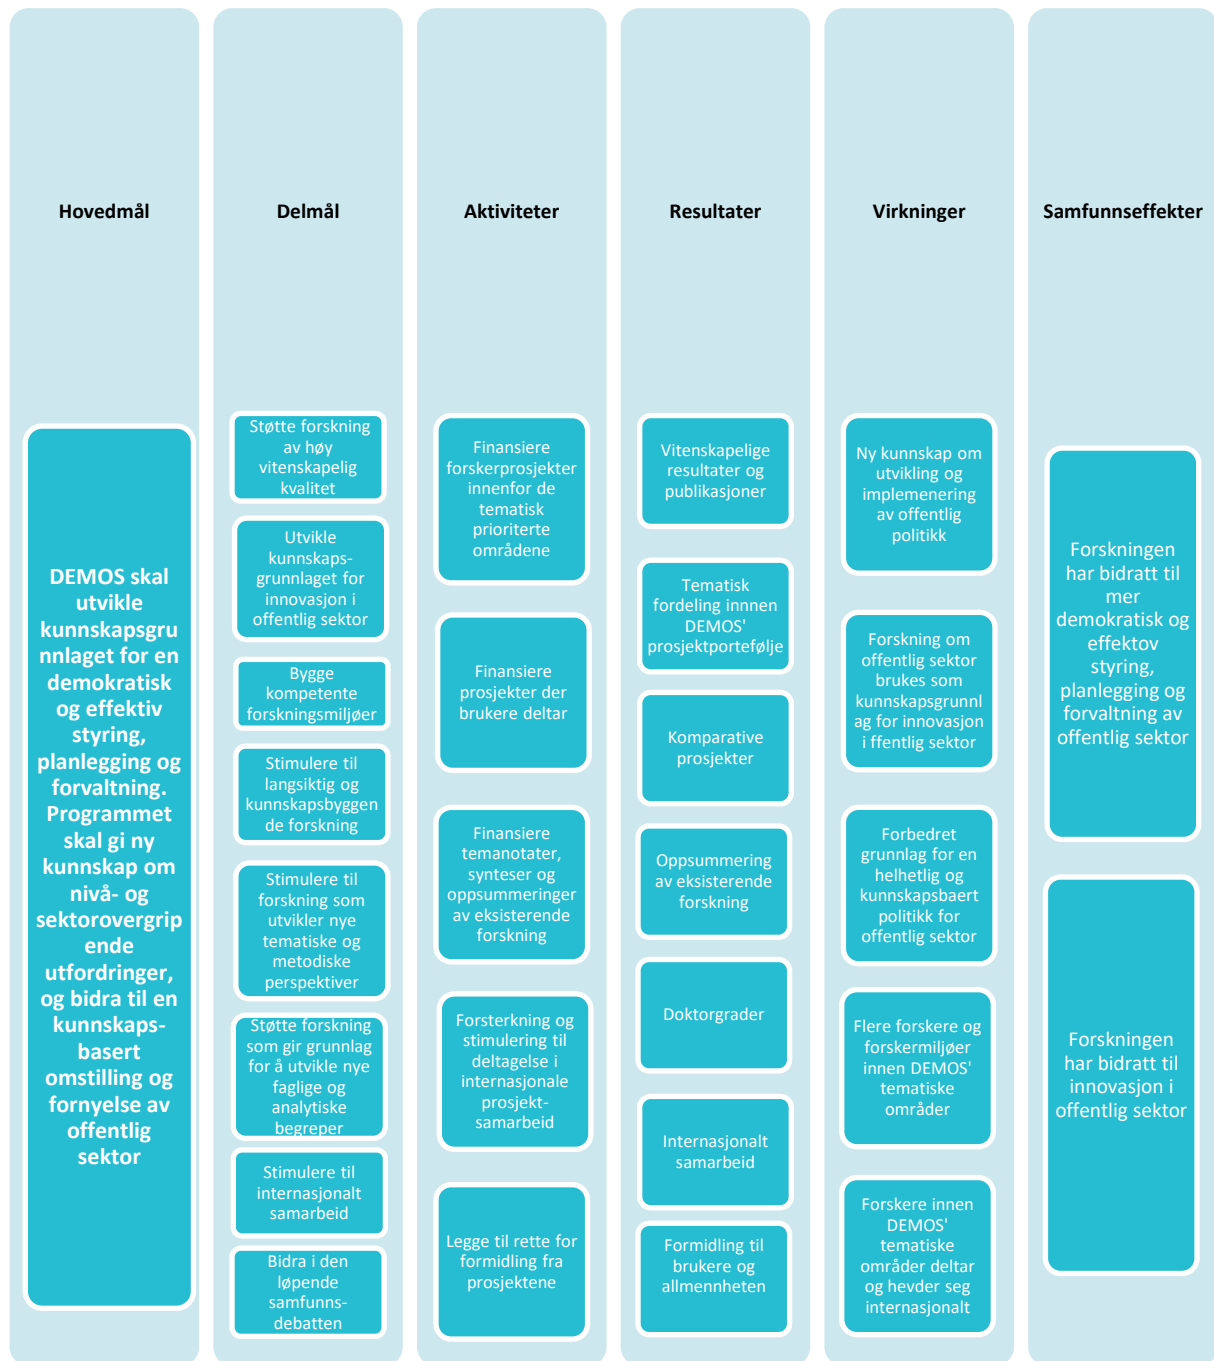 Hovedmål
DEMOS skal
utvikle
kunnskapsgru
nnlaget for en
demokratisk
og effektiv
styring,
planlegging og
forvaltning.
Programmet
skal gi ny
kunnskap om
nivå- og
sektorovergrip
ende
utfordringer,
og bidra til en
kunnskaps-
basert
omstilling og
fornyelse av
offentlig
sektor
Delmål
Støtte forskning
av høy
vitenskapelig
kvalitet
Utvikle
kunnskaps-
grunnlaget for
innovasjon i
offentlig sektor
Bygge
kompetente
forskningsmiljøer
Stimulere til
langsiktig og
kunnskapsbyggen
de forskning
Stimulere til
forskning som
utvikler nye
tematiske og
metodiske
perspektiver
Støtte forskning
som gir grunnlag
for å utvikle nye
faglige og
analytiske
begreper
Stimulere til
internasjonalt
samarbeid
Bidra i den
løpende
samfunns-
debatten
Aktiviteter
Finansiere
forskerprosjekter
innenfor de
tematisk
prioriterte
områdene
Finansiere
prosjekter der
brukere deltar
Finansiere
temanotater,
synteser og
oppsummeringer
av eksisterende
forskning
Forsterkning og
stimulering til
deltagelse i
internasjonale
prosjekt-
samarbeid
Legge til rette for
formidling fra
prosjektene
Resultater
Vitenskapelige
resultater og
publikasjoner
Tematisk
fordeling innnen
DEMOS'
prosjektportefølje
Komparative
prosjekter
Oppsummering
av eksisterende
forskning
Doktorgrader
Internasjonalt
samarbeid
Formidling til
brukere og
allmennheten
Virkninger
Ny kunnskap om
utvikling og
implemenering
av offentlig
politikk
Forskning om
offentlig sektor
brukes som
kunnskapsgrunnl
ag for innovasjon
i ffentlig sektor
Forbedret
grunnlag for en
helhetlig og
kunnskapsbaert
politikk for
offentlig sektor
Flere forskere og
forskermiljøer
innen DEMOS'
tematiske
områder
Forskere innen
DEMOS'
tematiske
områder deltar
og hevder seg
internasjonalt
Samfunnseffekter
Forskningen
har bidratt til
mer
demokratisk og
effektov
styring,
planlegging og
forvaltning av
offentlig sektor
Forskningen
har bidratt til
innovasjon i
offentlig sektor